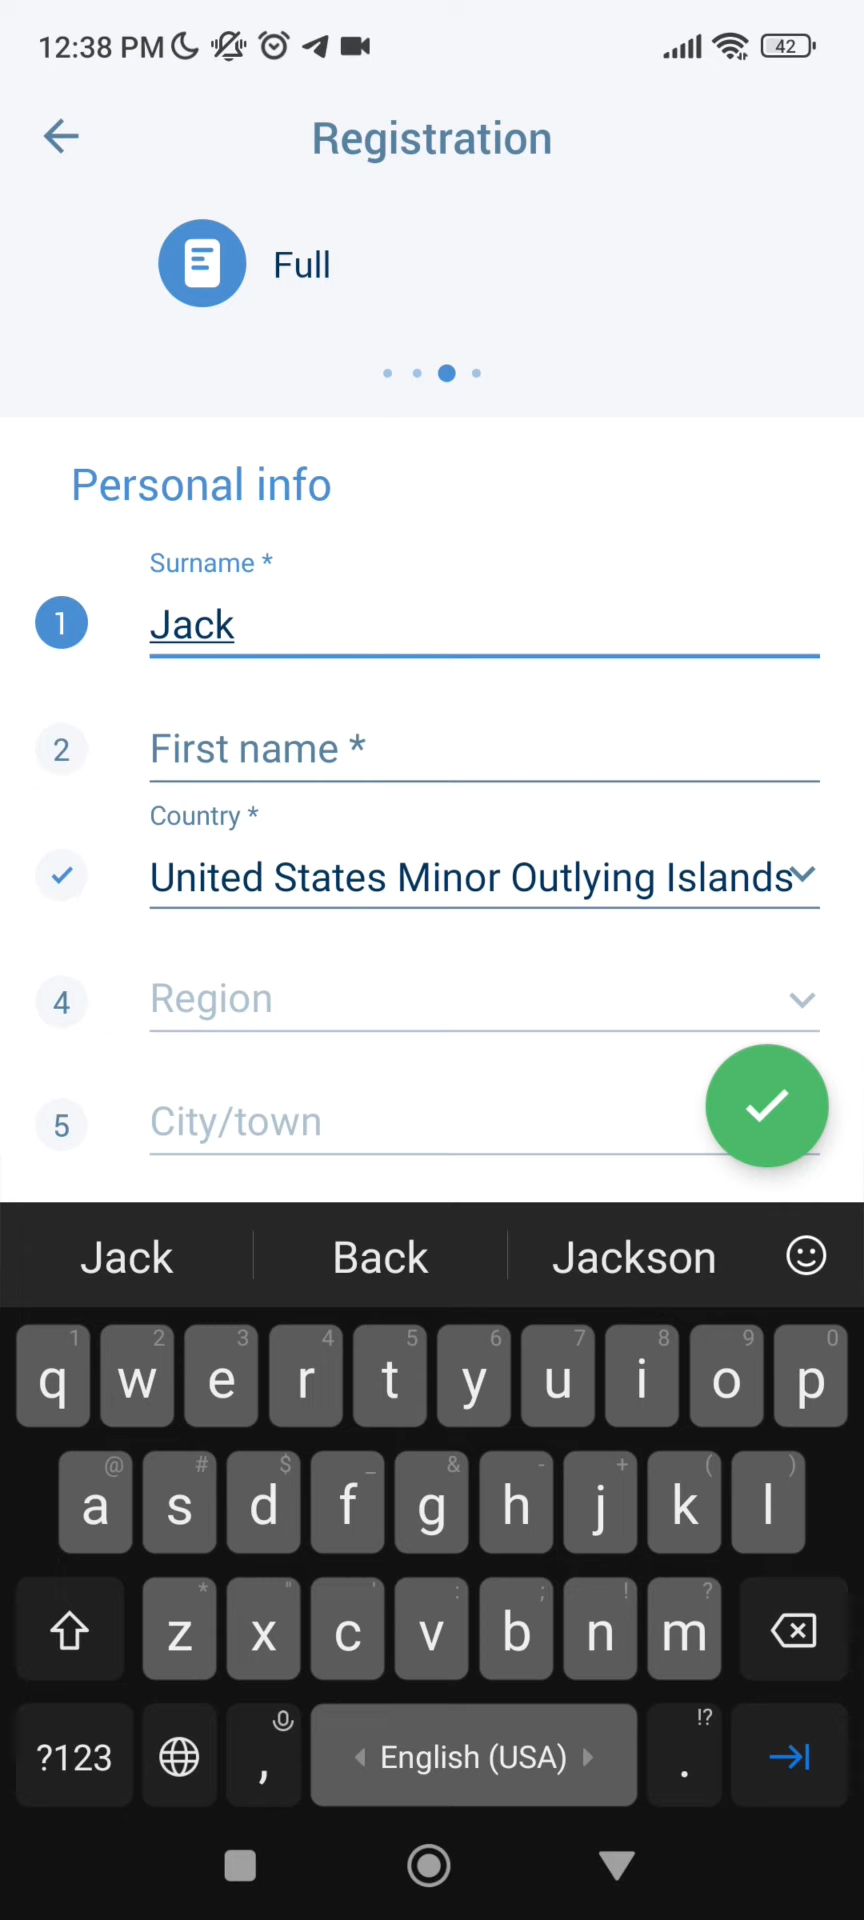 12:38 PM 42
Registration
Full
Personal info
Surname *
1 Jack
2 First name *
Country *
United States Minor Outlying Islands
4 Region
5 City/town
Jack Back Jackson
1 2 3 4 5 6 7 8 9 0
q w e r t y u i o p
@ # $ _ & - + ( )
a s d f g h j k l
* " ' : ; ! ?
z x c v b n m
!?
?123 , English (USA) .